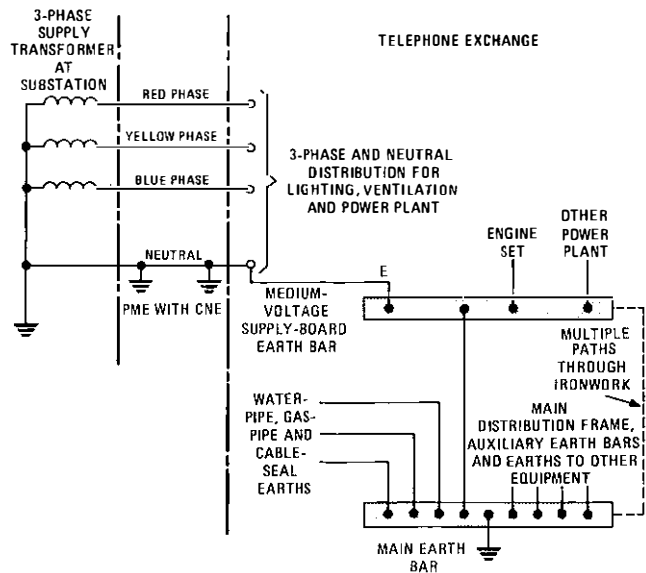 3-PHASE
SUPPLY
TRANSFORMER
AT
SUBSTATION
TELEPHONE EXCHANGE
RED PHASE
YELLOW PHASE
BLUE PHASE
NEUTRAL
3-PHASE AND NEUTRAL
DISTRIBUTION FOR
LIGHTING, VENTILATION
AND POWER PLANT
PME WITH CNE
E
MEDIUM-
VOLTAGE
SUPPLY-BOARD
EARTH BAR
ENGINE
SET
OTHER
POWER
PLANT
MULTIPLE
PATHS
THROUGH
IRONWORK
WATER-
PIPE, GAS-
PIPE AND
CABLE-
SEAL
EARTHS
MAIN
DISTRIBUTION FRAME,
AUXILIARY EARTH BARS
AND EARTHS TO OTHER
EQUIPMENT
MAIN EARTH
BAR